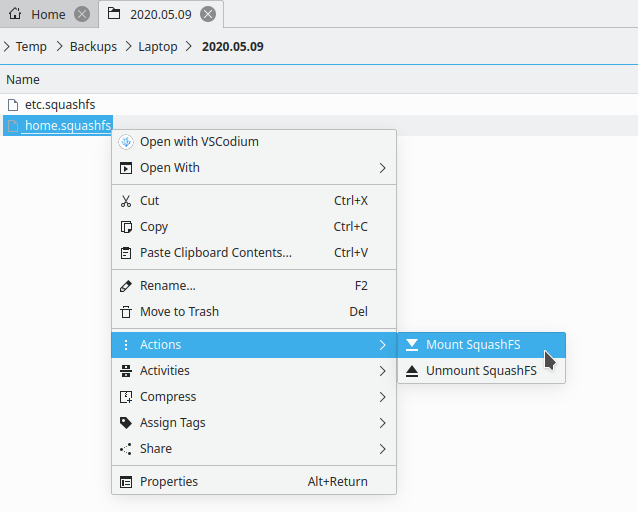 Home
2020.05.09
Temp Backups Laptop 2020.05.09
Name
etc.squashfs
home.squashfs
Open with VSCodium
Open With
Cut Ctrl+X
Copy Ctrl+C
Paste Clipboard Contents... Ctrl+V
Rename... F2
Move to Trash Del
Actions
Mount SquashFS
Activities
Unmount SquashFS
Compress
Assign Tags
Share
Properties Alt+Return